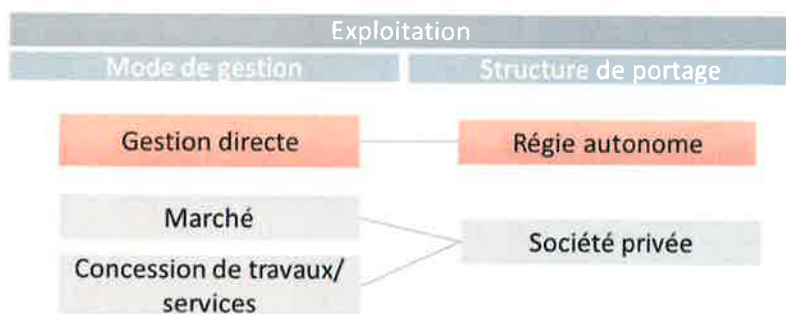 Exploitation
Mode de gestion
Structure de portage
Gestion directe
Régie autonome
Marché
Société privée
Concession de travaux/
services